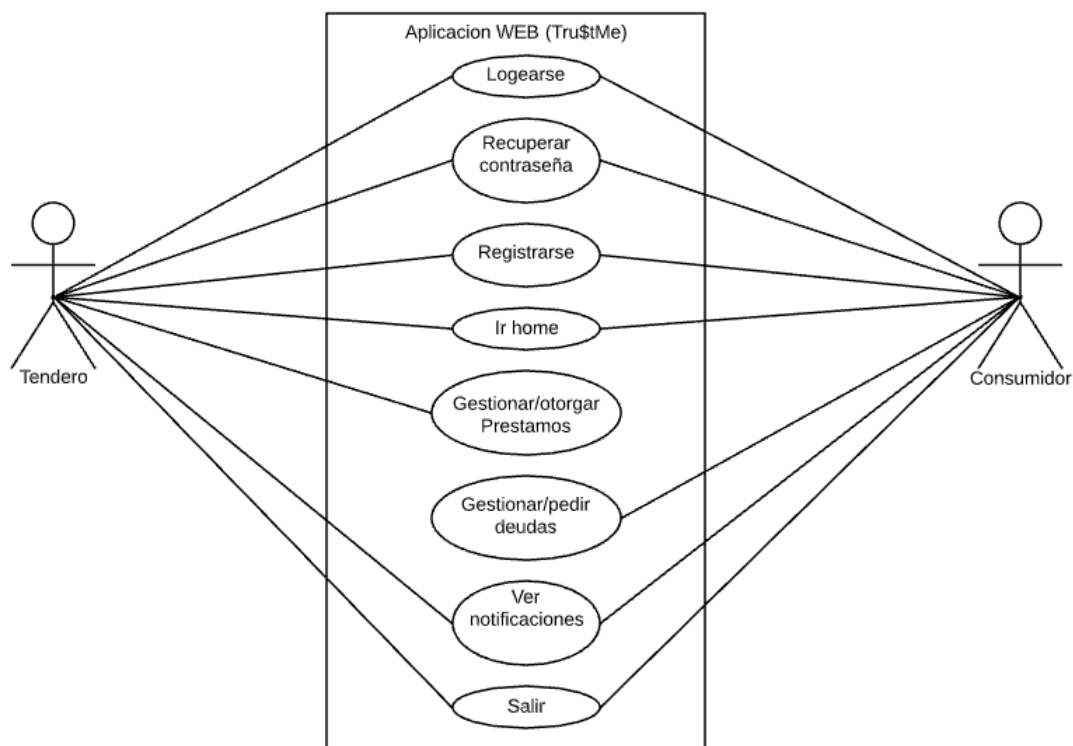 Aplicacion WEB (Tru$tMe)
Logearse
Recuperar
contraseña
Registrarse
Ir home
Tendero
Consumidor
Gestionar/otorgar
Prestamos
Gestionar/pedir
deudas
Ver
notificaciones
Salir